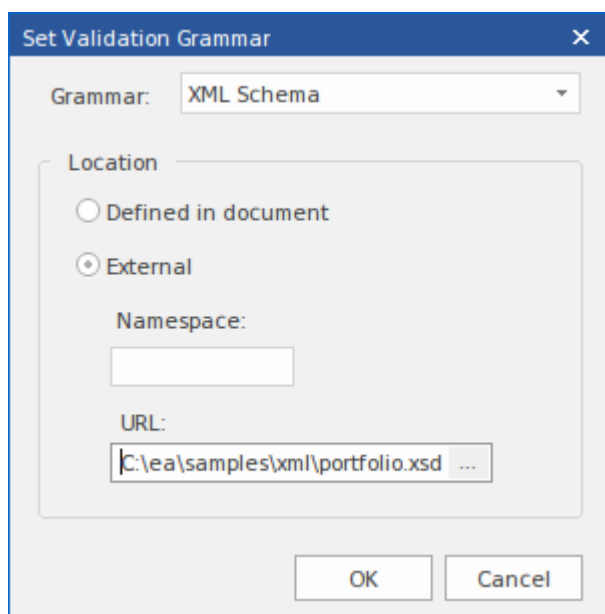 Set Validation Grammar
Grammar: XML Schema
Location
Defined in document
External
Namespace:
URL:
C:\ea\samples\xml\portfolio.xsd ...
OK Cancel